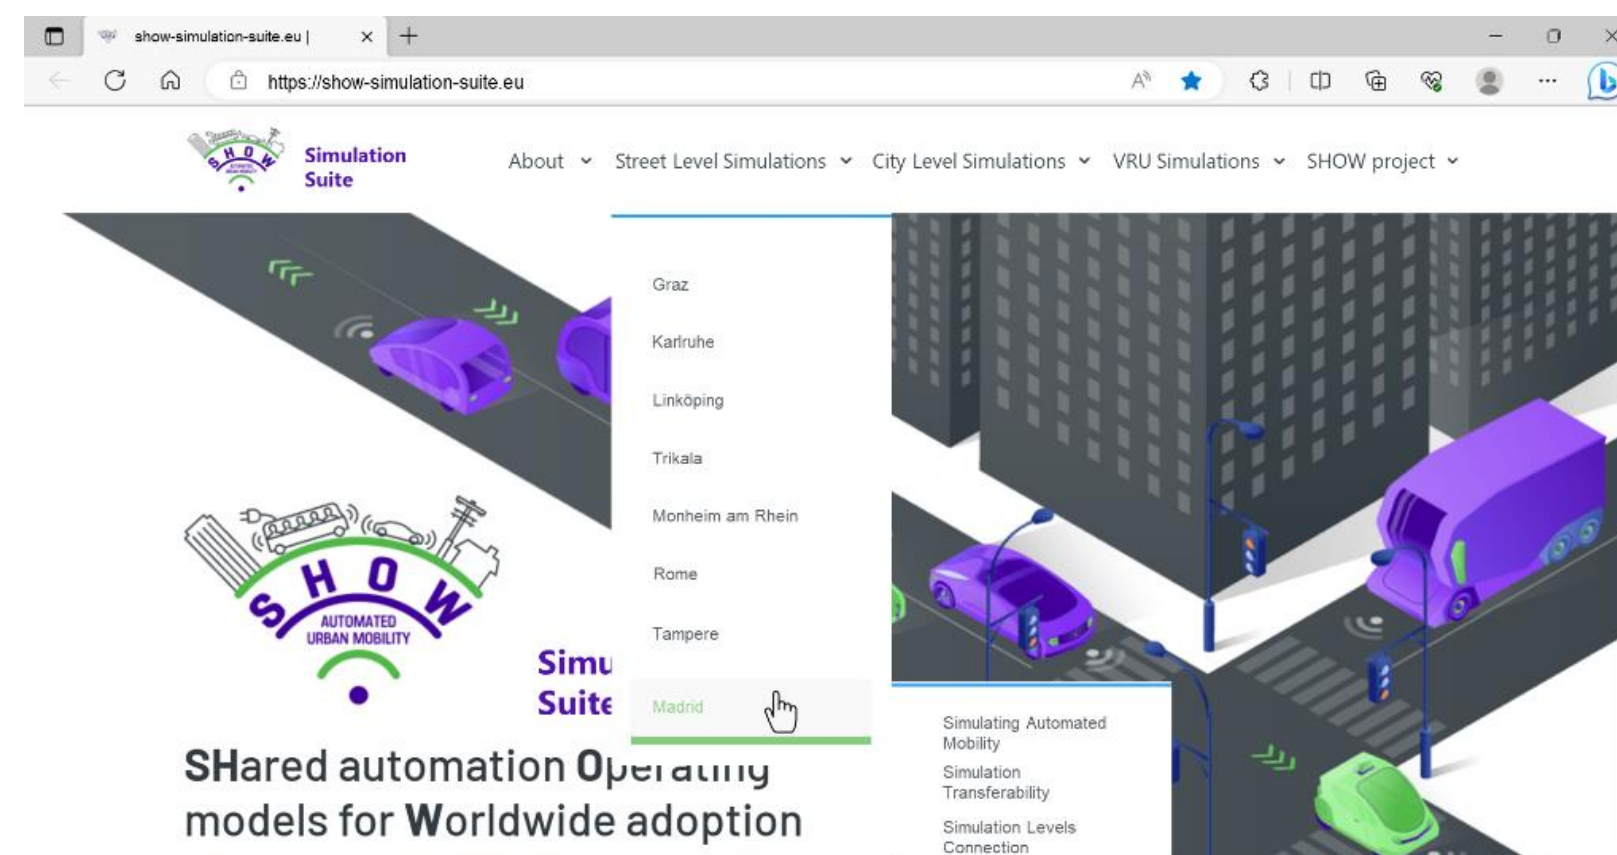 show-simulation-suite.eu |
https://show-simulation-suite.eu
SHOW
Simulation
Suite
About
Street Level Simulations
City Level Simulations
VRU Simulations
SHOW project
Graz
Karlruhe
Linköping
Trikala
Monheim am Rhein
Rome
Tampere
Madrid
SHOW
AUTOMATED
URBAN MOBILITY
Simu
Suite
SHared automation Operating
models for Worldwide adoption
Simulating Automated
Mobility
Simulation
Transferability
Simulation Levels
Connection